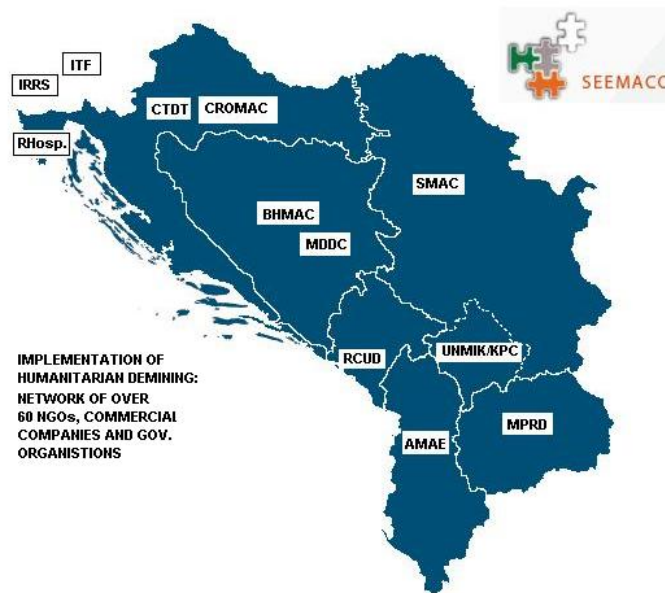 SEEMACC
ITF
IRRS
CTDT
CROMAC
RHosp.
SMAC
BHMAC
MDDC
RCUD
UNMIK/KPC
MPRD
AMAE
IMPLEMENTATION OF
HUMANITARIAN DEMINING:
NETWORK OF OVER
60 NGOs, COMMERCIAL
COMPANIES AND GOV.
ORGANISTIONS